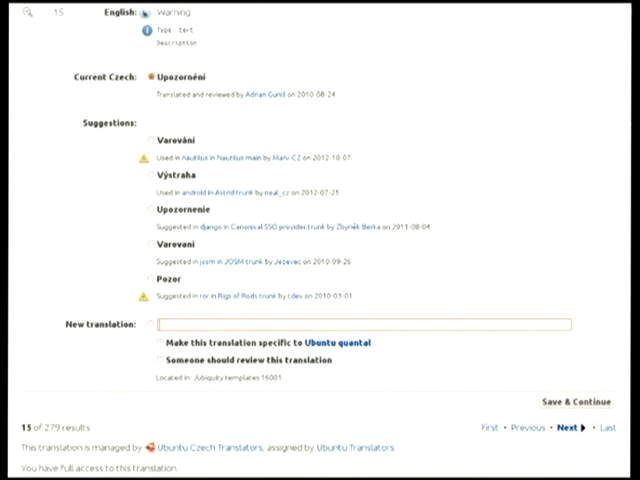 15 English: Warning
Type: text
Description
Current Czech: Upozornění
Translated and reviewed by Adrian Guniš on 2010-08-24
Suggestions:
Varování
Used in nautilus in Nautilus main by Marv-CZ on 2012-10-07
Výstraha
Used in android in Astrid trunk by neal_cz on 2012-07-25
Upozornenie
Suggested in django in Canonical SSO provider trunk by Zbyněk Berka on 2011-08-04
Varovani
Suggested in josm in JOSM trunk by Jezevec on 2010-09-26
Pozor
Suggested in ror in Rigs of Rods trunk by tdev on 2010-03-01
New translation:
Make this translation specific to Ubuntu quantal
Someone should review this translation
Located in ./ubiquity.templates:16001
Save & Continue
15 of 279 results First • Previous • Next • Last
This translation is managed by Ubuntu Czech Translators, assigned by Ubuntu Translators.
You have full access to this translation.